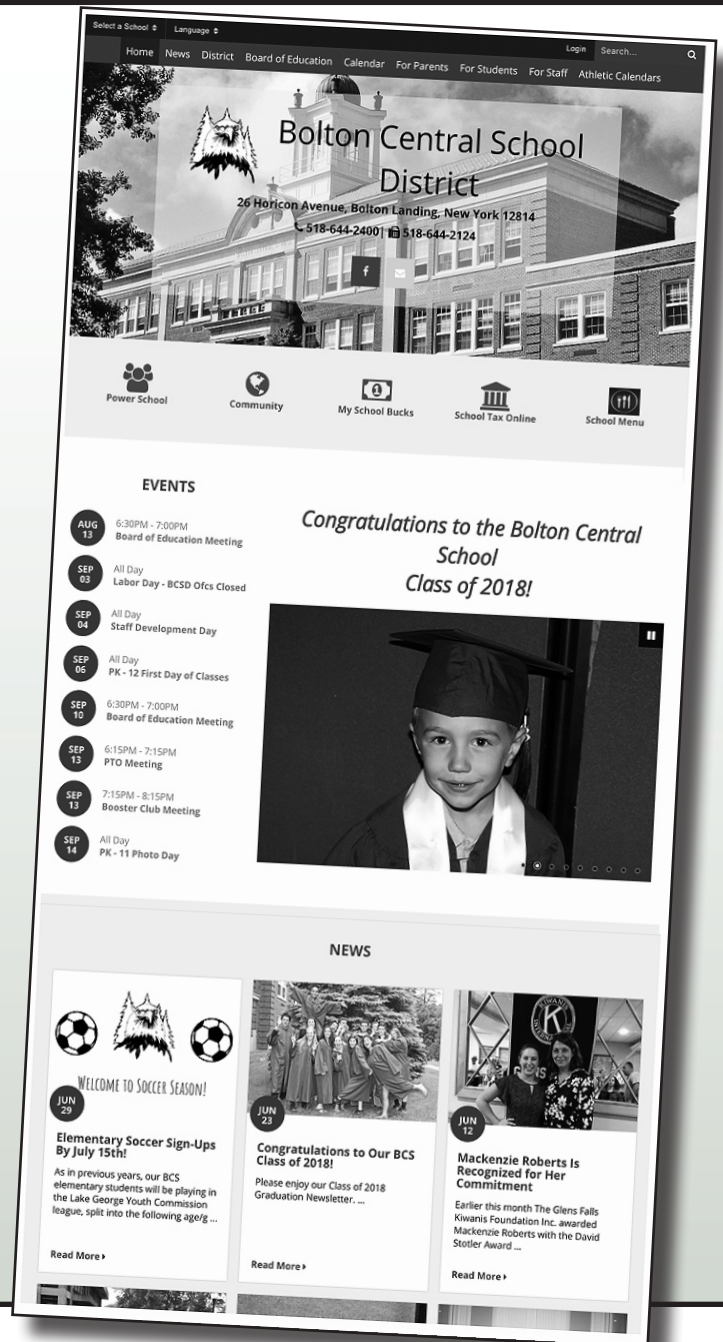 Select a School
Language
Login
Search...
Home News District Board of Education Calendar For Parents For Students For Staff Athletic Calendars
Bolton Central School
District
26 Horicon Avenue, Bolton Landing, New York 12814
518-644-2400| 518-644-2124
f
Power School
Community
1
My School Bucks
School Tax Online
School Menu
EVENTS
AUG
13
6:30PM - 7:00PM
Board of Education Meeting
SEP
03
All Day
Labor Day - BCSD Ofcs Closed
SEP
04
All Day
Staff Development Day
SEP
06
All Day
PK - 12 First Day of Classes
SEP
10
6:30PM - 7:00PM
Board of Education Meeting
SEP
13
6:15PM - 7:15PM
PTO Meeting
SEP
13
7:15PM - 8:15PM
Booster Club Meeting
SEP
14
All Day
PK - 11 Photo Day
Congratulations to the Bolton Central
School
Class of 2018!
NEWS
WELCOME TO SOCCER SEASON!
JUN
29
Elementary Soccer Sign-Ups
By July 15th!
As in previous years, our BCS
elementary students will be playing in
the Lake George Youth Commission
league, split into the following age/g ...
Read More
JUN
23
Congratulations to Our BCS
Class of 2018!
Please enjoy our Class of 2018
Graduation Newsletter. ...
Read More
KIWANIS
K
JUN
12
Mackenzie Roberts Is
Recognized for Her
Commitment
Earlier this month The Glens Falls
Kiwanis Foundation Inc. awarded
Mackenzie Roberts with the David
Stotler Award ...
Read More